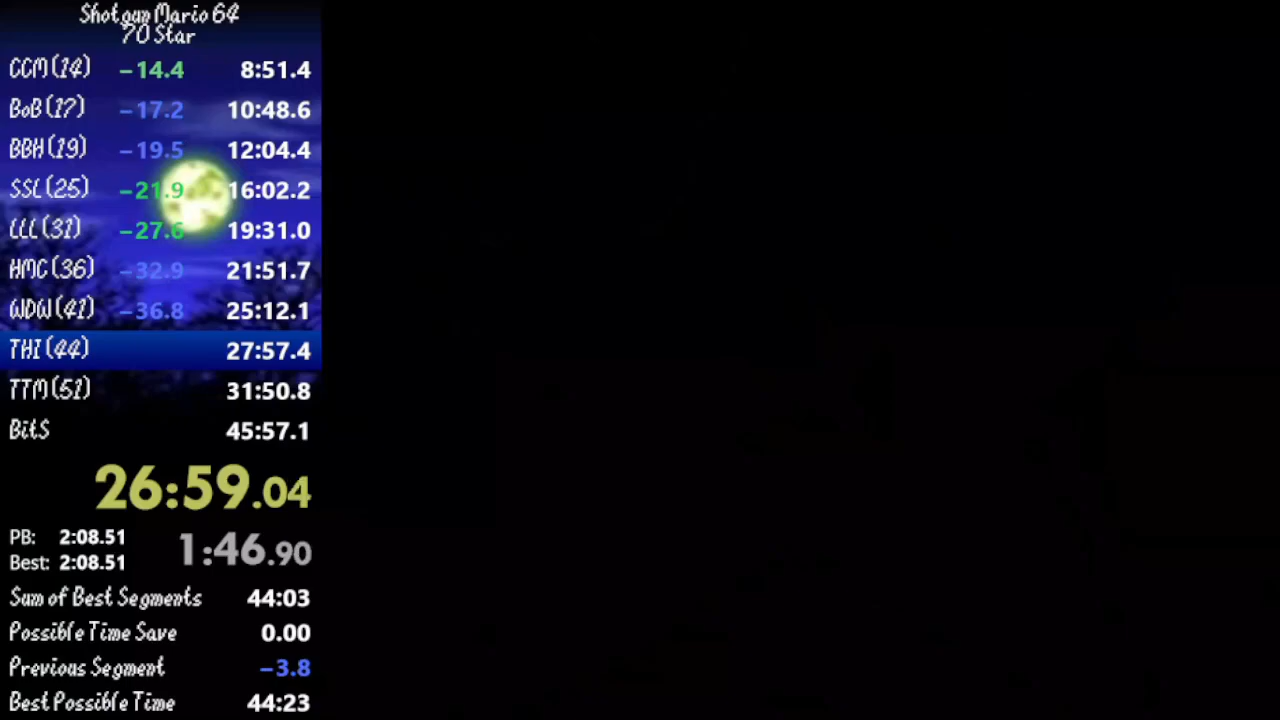 Shotgun Mario 64
70 Star
CCM(14) -14.4 8:51.4
BoB(17) -17.2 10:48.6
BBH(19) -19.5 12:04.4
SSL(25) -21.9 16:02.2
LLL(31) -27.6 19:31.0
HMC(36) -32.9 21:51.7
WDW(41) -36.8 25:12.1
THI(44) 27:57.4
TTM(51) 31:50.8
BitS 45:57.1
26:59.04
PB: 2:08.51 1:46.90
Best: 2:08.51
Sum of Best Segments 44:03
Possible Time Save 0.00
Previous Segment -3.8
Best Possible Time 44:23